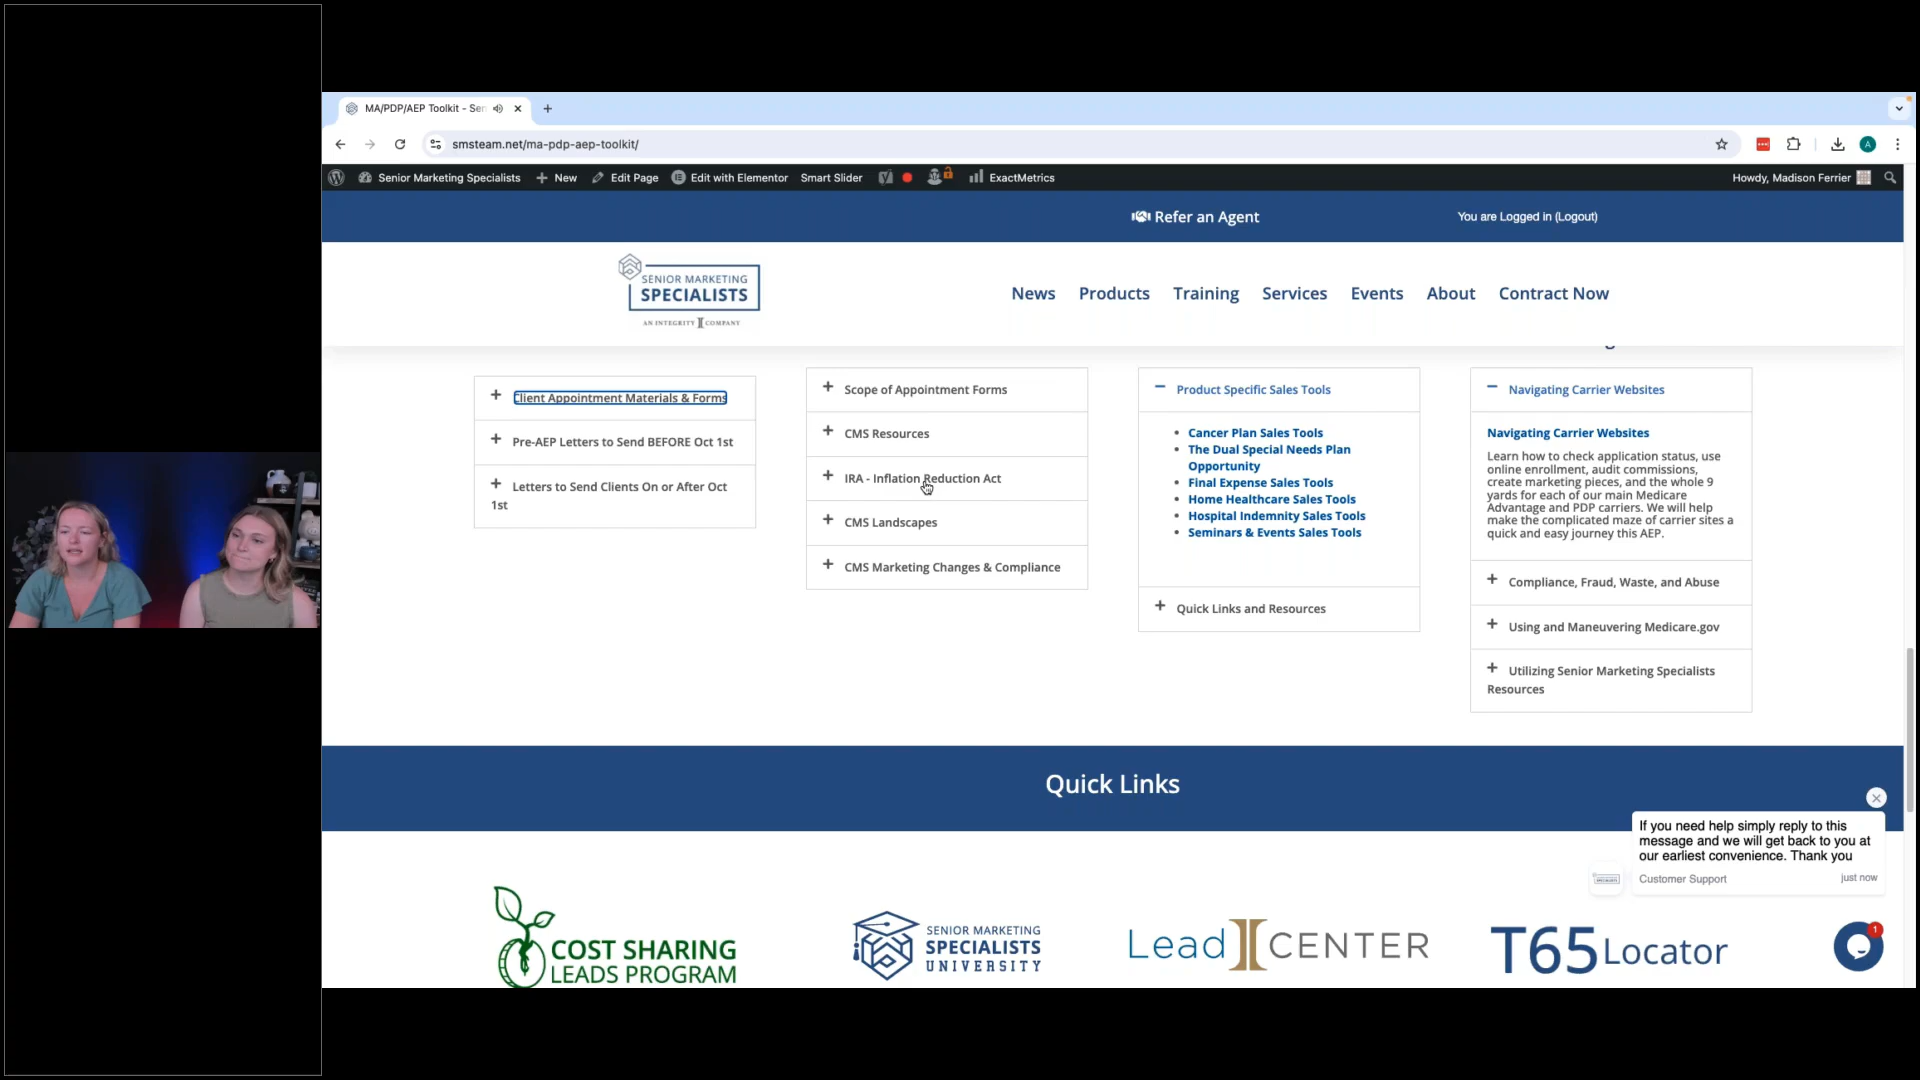 MA/PDP/AEP Toolkit - Sen
smsteam.net/ma-pdp-aep-toolkit/
A
Senior Marketing Specialists
New
Edit Page
Edit with Elementor
Smart Slider
ExactMetrics
Howdy, Madison Ferrier
Refer an Agent
You are Logged in (Logout)
SENIOR MARKETING
SPECIALISTS
AN INTEGRITY COMPANY
News
Products
Training
Services
Events
About
Contract Now
Client Appointment Materials & Forms
Pre-AEP Letters to Send BEFORE Oct 1st
Letters to Send Clients On or After Oct
1st
Scope of Appointment Forms
CMS Resources
IRA - Inflation Reduction Act
CMS Landscapes
CMS Marketing Changes & Compliance
Product Specific Sales Tools
Cancer Plan Sales Tools
The Dual Special Needs Plan
Opportunity
Final Expense Sales Tools
Home Healthcare Sales Tools
Hospital Indemnity Sales Tools
Seminars & Events Sales Tools
Quick Links and Resources
Navigating Carrier Websites
Navigating Carrier Websites
Learn how to check application status, use
online enrollment, audit commissions,
create marketing pieces, and the whole 9
yards for each of our main Medicare
Advantage and PDP carriers. We will help
make the complicated maze of carrier sites a
quick and easy journey this AEP.
Compliance, Fraud, Waste, and Abuse
Using and Maneuvering Medicare.gov
Utilizing Senior Marketing Specialists
Resources
Quick Links
If you need help simply reply to this
message and we will get back to you at
our earliest convenience. Thank you
Customer Support
just now
COST SHARING
LEADS PROGRAM
SENIOR MARKETING
SPECIALISTS
UNIVERSITY
Lead CENTER
T65 Locator
1